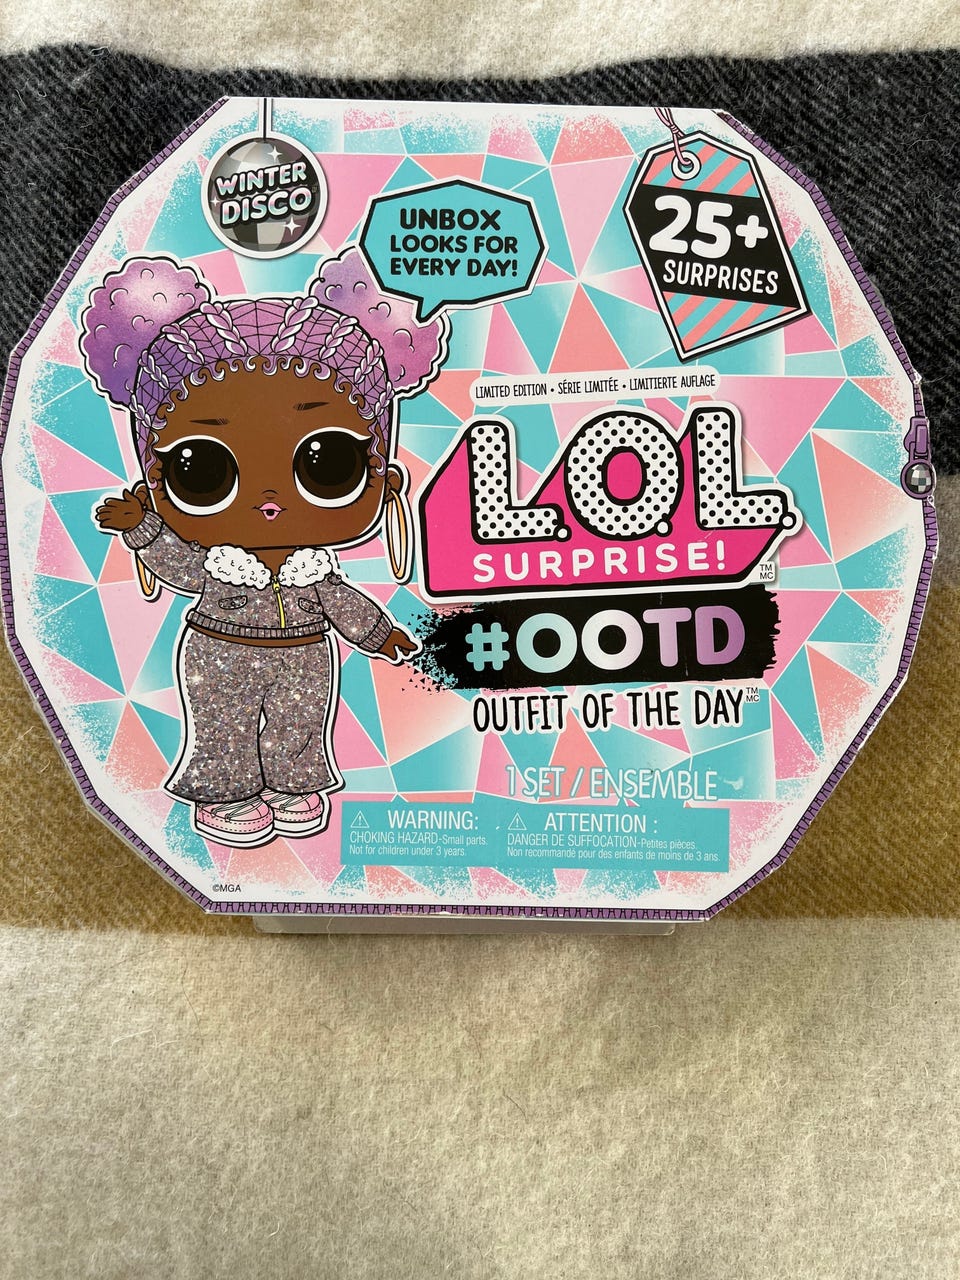 WINTER
DISCO
UNBOX
LOOKS FOR
EVERY DAY!
25+
SURPRISES
LIMITED EDITION • SÉRIE LIMITÉE • LIMITIERTE AUFLAGE
L.O.L.
SURPRISE!
TM
MC
#OOTD
OUTFIT OF THE DAY
TM
MC
1 SET / ENSEMBLE
⚠ WARNING:
CHOKING HAZARD-Small parts.
Not for children under 3 years.
⚠ ATTENTION :
DANGER DE SUFFOCATION-Petites pièces.
Non recommandé pour des enfants de moins de 3 ans.
©MGA